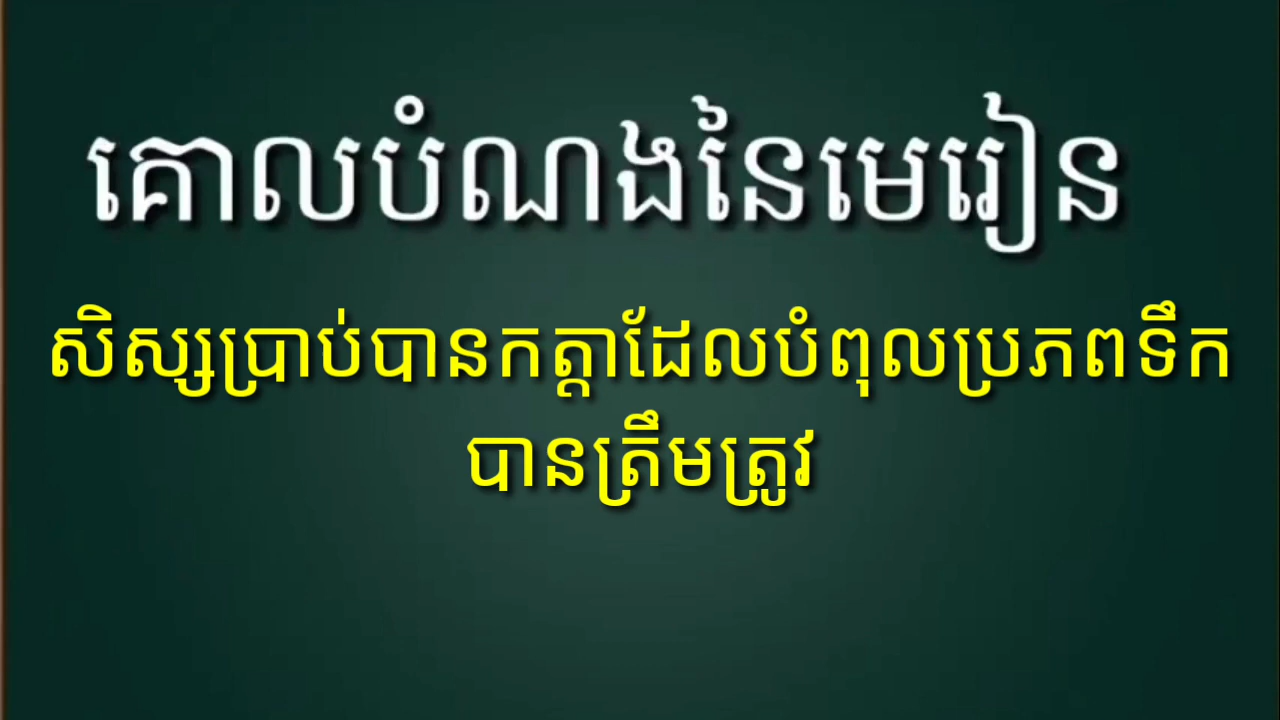 គោលបំណងនៃមេរៀន
សិស្សប្រាប់បានកត្តាដែលបំពុលប្រភពទឹក
បានត្រឹមត្រូវ